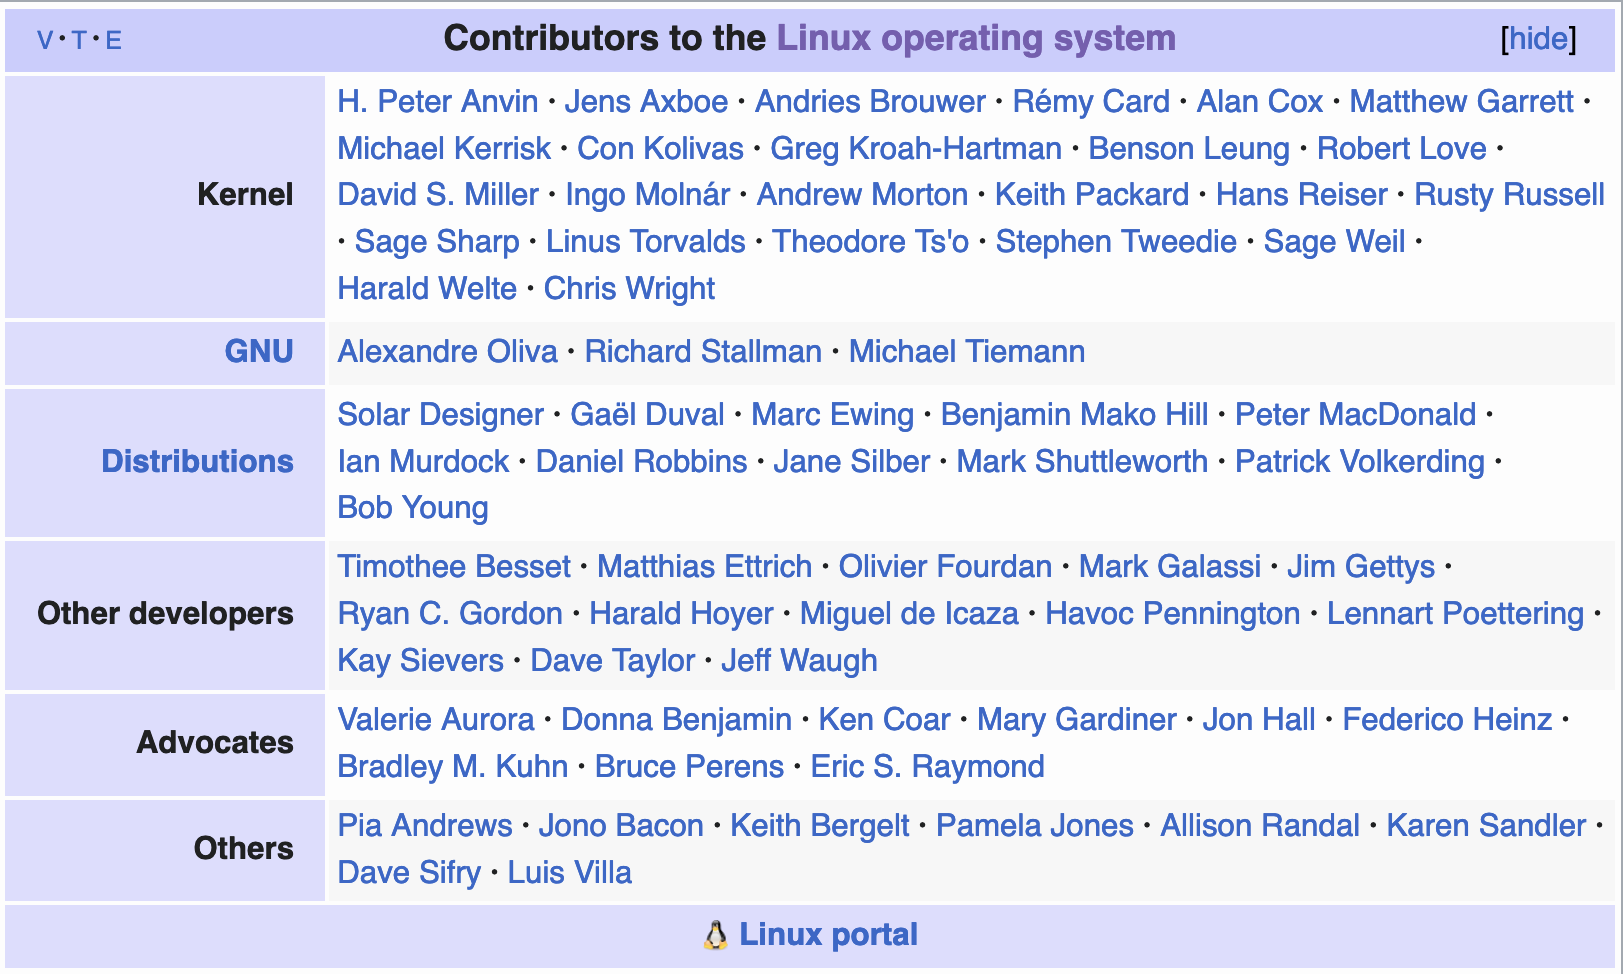 V · T · E Contributors to the Linux operating system [hide]
Kernel
H. Peter Anvin · Jens Axboe · Andries Brouwer · Rémy Card · Alan Cox · Matthew Garrett ·
Michael Kerrisk · Con Kolivas · Greg Kroah-Hartman · Benson Leung · Robert Love ·
David S. Miller · Ingo Molnár · Andrew Morton · Keith Packard · Hans Reiser · Rusty Russell
· Sage Sharp · Linus Torvalds · Theodore Ts'o · Stephen Tweedie · Sage Weil ·
Harald Welte · Chris Wright
GNU
Alexandre Oliva · Richard Stallman · Michael Tiemann
Distributions
Solar Designer · Gaël Duval · Marc Ewing · Benjamin Mako Hill · Peter MacDonald ·
Ian Murdock · Daniel Robbins · Jane Silber · Mark Shuttleworth · Patrick Volkerding ·
Bob Young
Other developers
Timothee Besset · Matthias Ettrich · Olivier Fourdan · Mark Galassi · Jim Gettys ·
Ryan C. Gordon · Harald Hoyer · Miguel de Icaza · Havoc Pennington · Lennart Poettering ·
Kay Sievers · Dave Taylor · Jeff Waugh
Advocates
Valerie Aurora · Donna Benjamin · Ken Coar · Mary Gardiner · Jon Hall · Federico Heinz ·
Bradley M. Kuhn · Bruce Perens · Eric S. Raymond
Others
Pia Andrews · Jono Bacon · Keith Bergelt · Pamela Jones · Allison Randal · Karen Sandler ·
Dave Sifry · Luis Villa
Linux portal